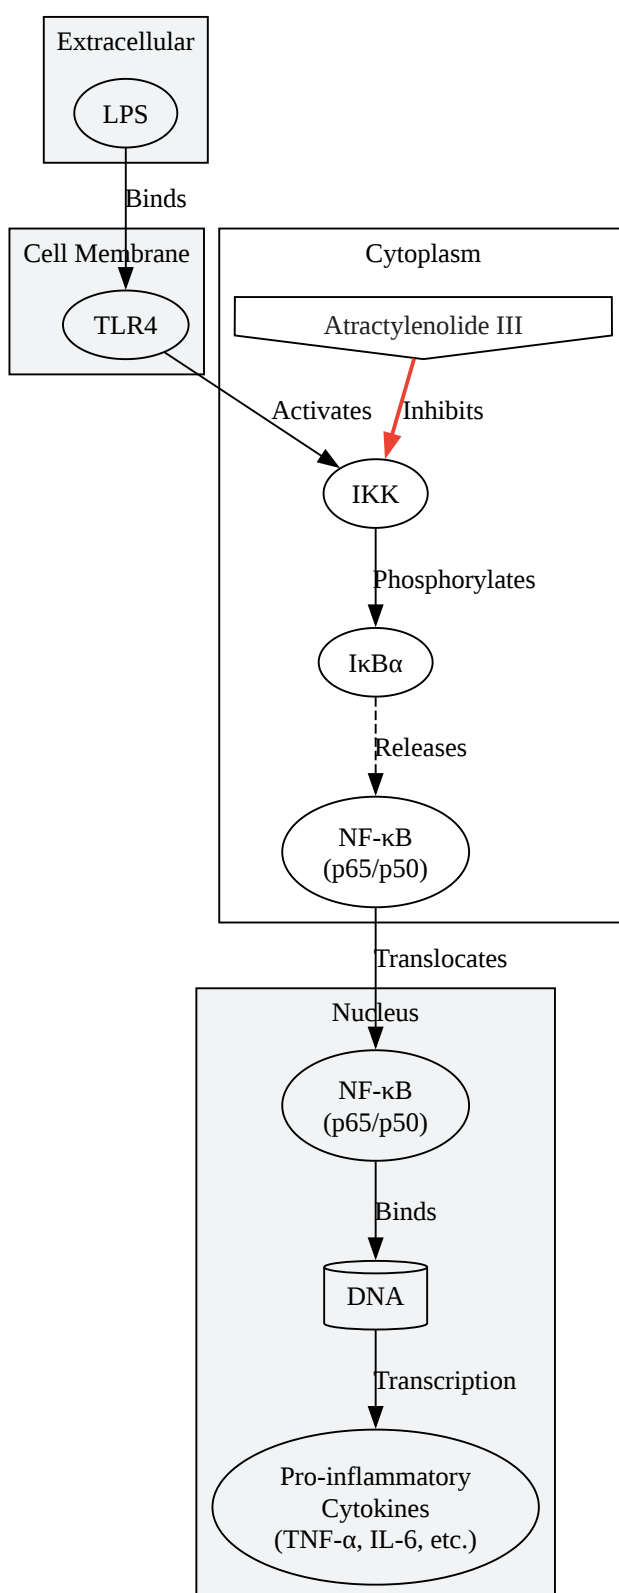 Extracellular
LPS
Binds
Cell Membrane
TLR4
Cytoplasm
Atractylenolide III
Activates
Inhibits
IKK
Phosphorylates
IκBα
Releases
NF-κB
(p65/p50)
Translocates
Nucleus
NF-κB
(p65/p50)
Binds
DNA
Transcription
Pro-inflammatory
Cytokines
(TNF-α, IL-6, etc.)